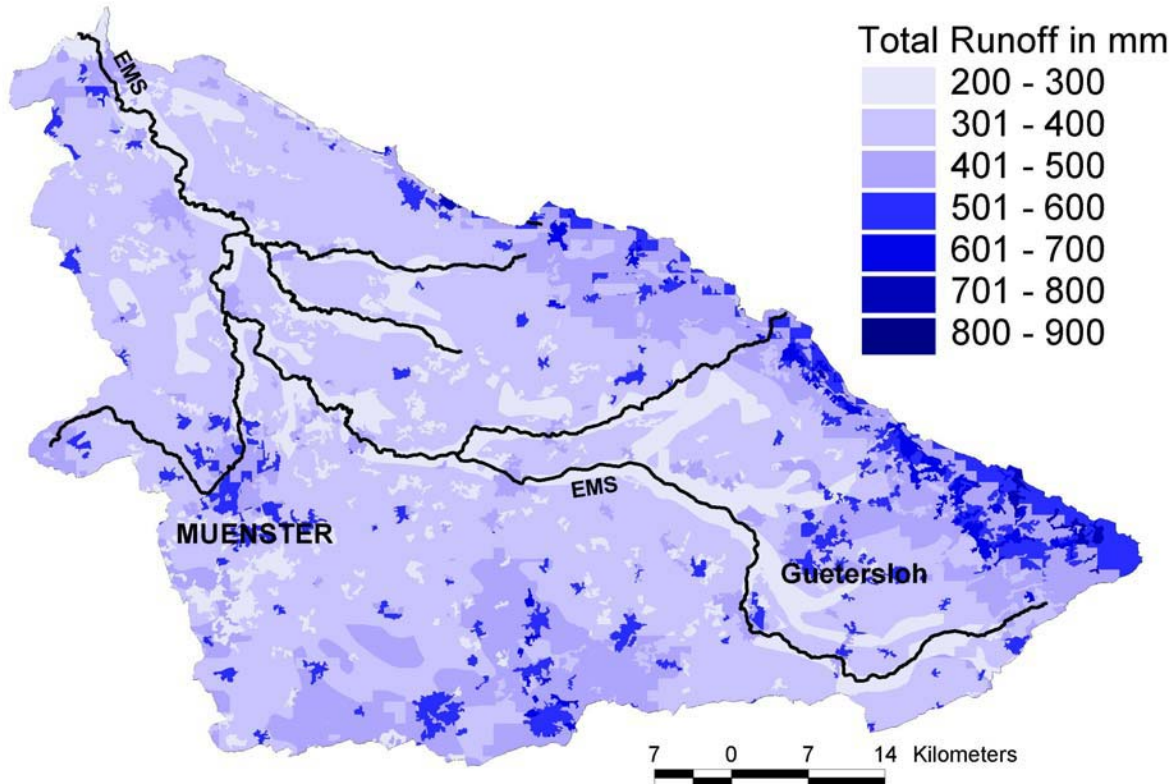 Total Runoff in mm
200 - 300
301 - 400
401 - 500
501 - 600
601 - 700
701 - 800
800 - 900
EMS
EMS
MUENSTER
Guetersloh
7 0 7 14 Kilometers